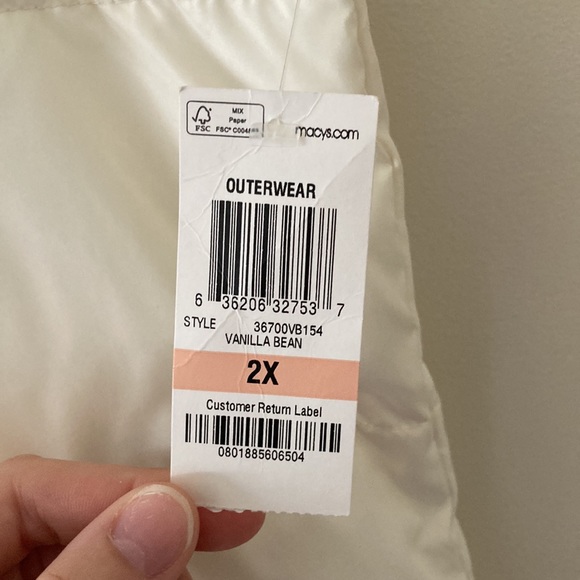 MIX
Paper
FSC
macys.com
OUTERWEAR
6 36206 32753 7
STYLE 36700VB154
VANILLA BEAN
2X
Customer Return Label
0801885606504